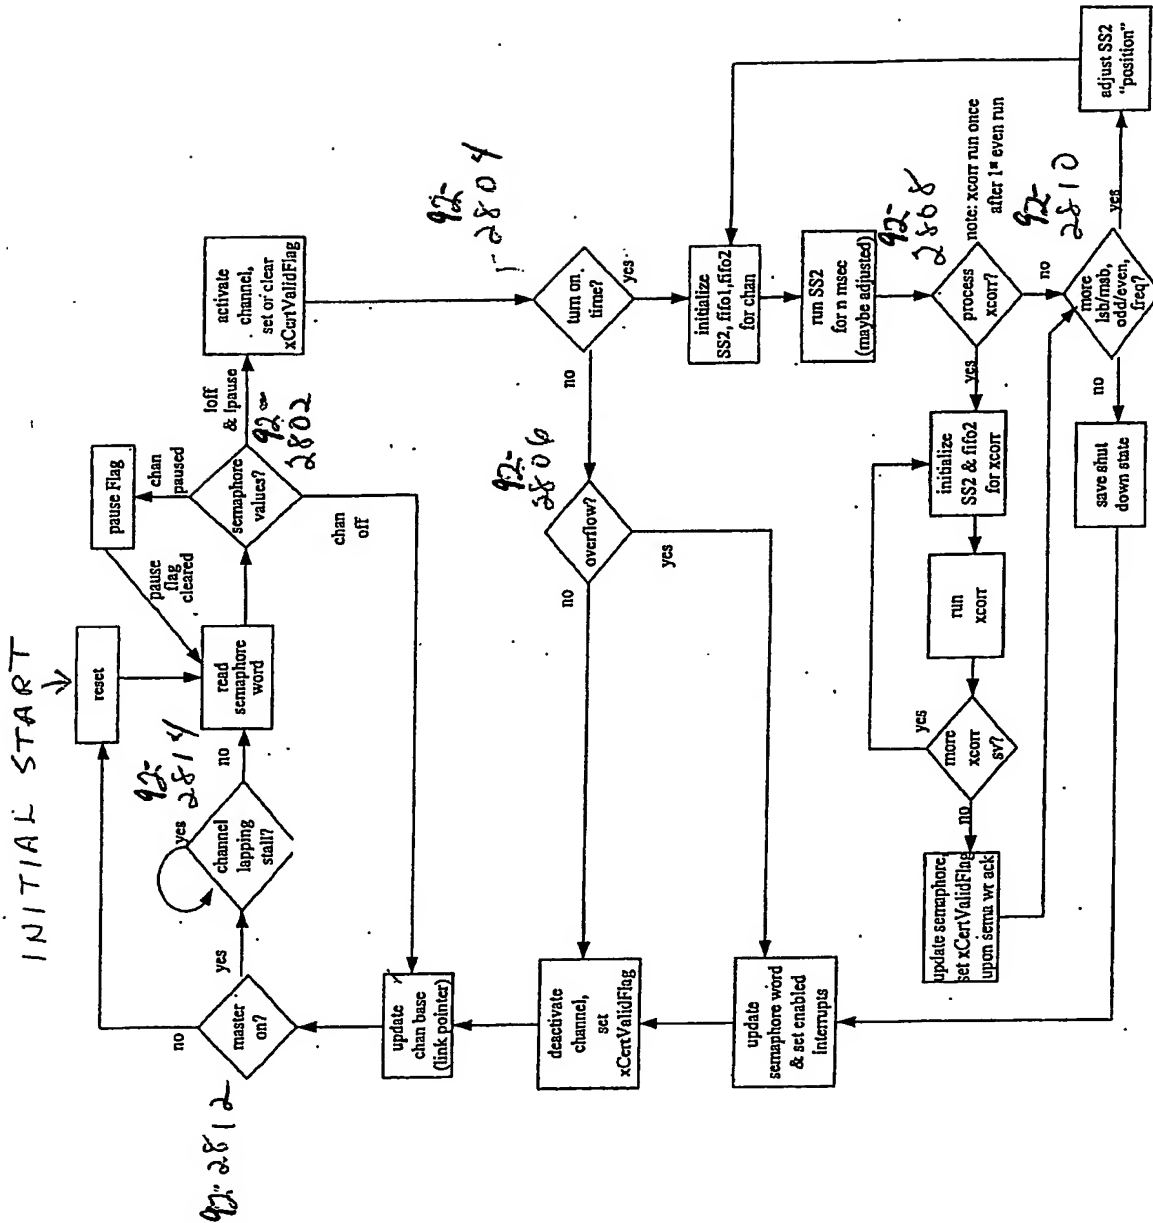 INITIAL START
reset
pause Flag
chan
paused
pause
flag
cleared
read
semaphore
word
semaphore
values?
92-
2802
!off
& !pause
activate
channel,
set or clear
xCertValidFlag
chan
off
92-
2814
yes
channel
lapping
stall?
no
yes
master
on?
no
92-2812
update
chan base
(link pointer)
92-
2804
turn on
time?
yes
no
92-
2806
overflow?
no
yes
deactivate
channel,
set
xCertValidFlag
update
semaphore word
& set enabled
interrupts
initialize
SS2, fifo1,fifo2
for chan
run SS2
for n msec
(maybe adjusted)
92-
2808
process
xcorr?
note: xcorr run once
after 1st even run
no
yes
92-
2810
more
lsb/msb,
odd/even,
freq?
yes
adjust SS2
"position"
no
save shut
down state
initialize
SS2 & fifo2
for xcorr
run
xcorr
more
xcorr
sv?
yes
no
update semaphore,
set xCertValidFlag
upon sema wr ack